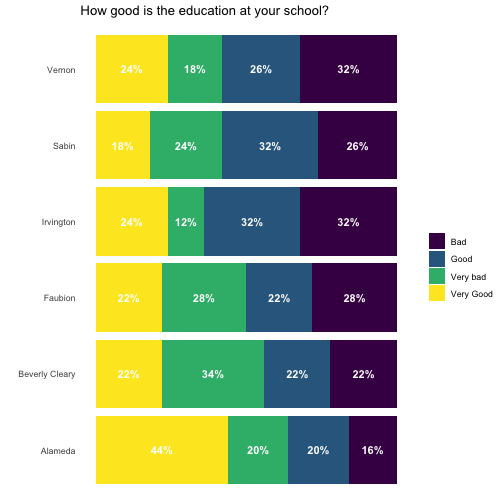 How good is the education at your school?
Vernon
24% 18% 26% 32%
Sabin
18% 24% 32% 26%
Irvington
24% 12% 32% 32%
Faubion
22% 28% 22% 28%
Beverly Cleary
22% 34% 22% 22%
Alameda
44% 20% 20% 16%
Bad
Good
Very bad
Very Good